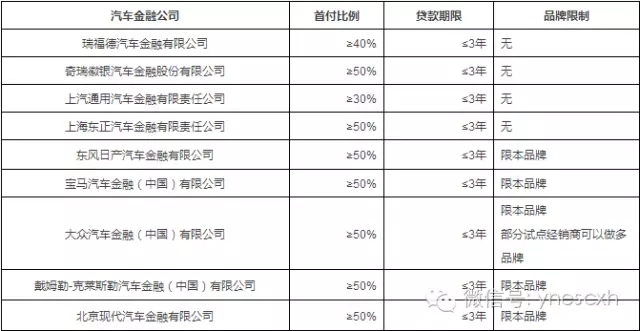 汽车金融公司 首付比例 贷款期限 品牌限制
瑞福德汽车金融有限公司 ≥40% ≤3年 无
奇瑞徽银汽车金融股份有限公司 ≥50% ≤3年 无
上汽通用汽车金融有限责任公司 ≥30% ≤3年 无
上海东正汽车金融有限责任公司 ≥50% ≤3年 无
东风日产汽车金融有限公司 ≥50% ≤3年 限本品牌
宝马汽车金融（中国）有限公司 ≥50% ≤3年 限本品牌
大众汽车金融（中国）有限公司 ≥50% ≤3年 限本品牌
部分试点经销商可以做多
品牌
戴姆勒-克莱斯勒汽车金融（中国）有限公司 ≥50% ≤3年 限本品牌
北京现代汽车金融有限公司 ≥50% ≤3年 限本品牌
微信号: ynescxh